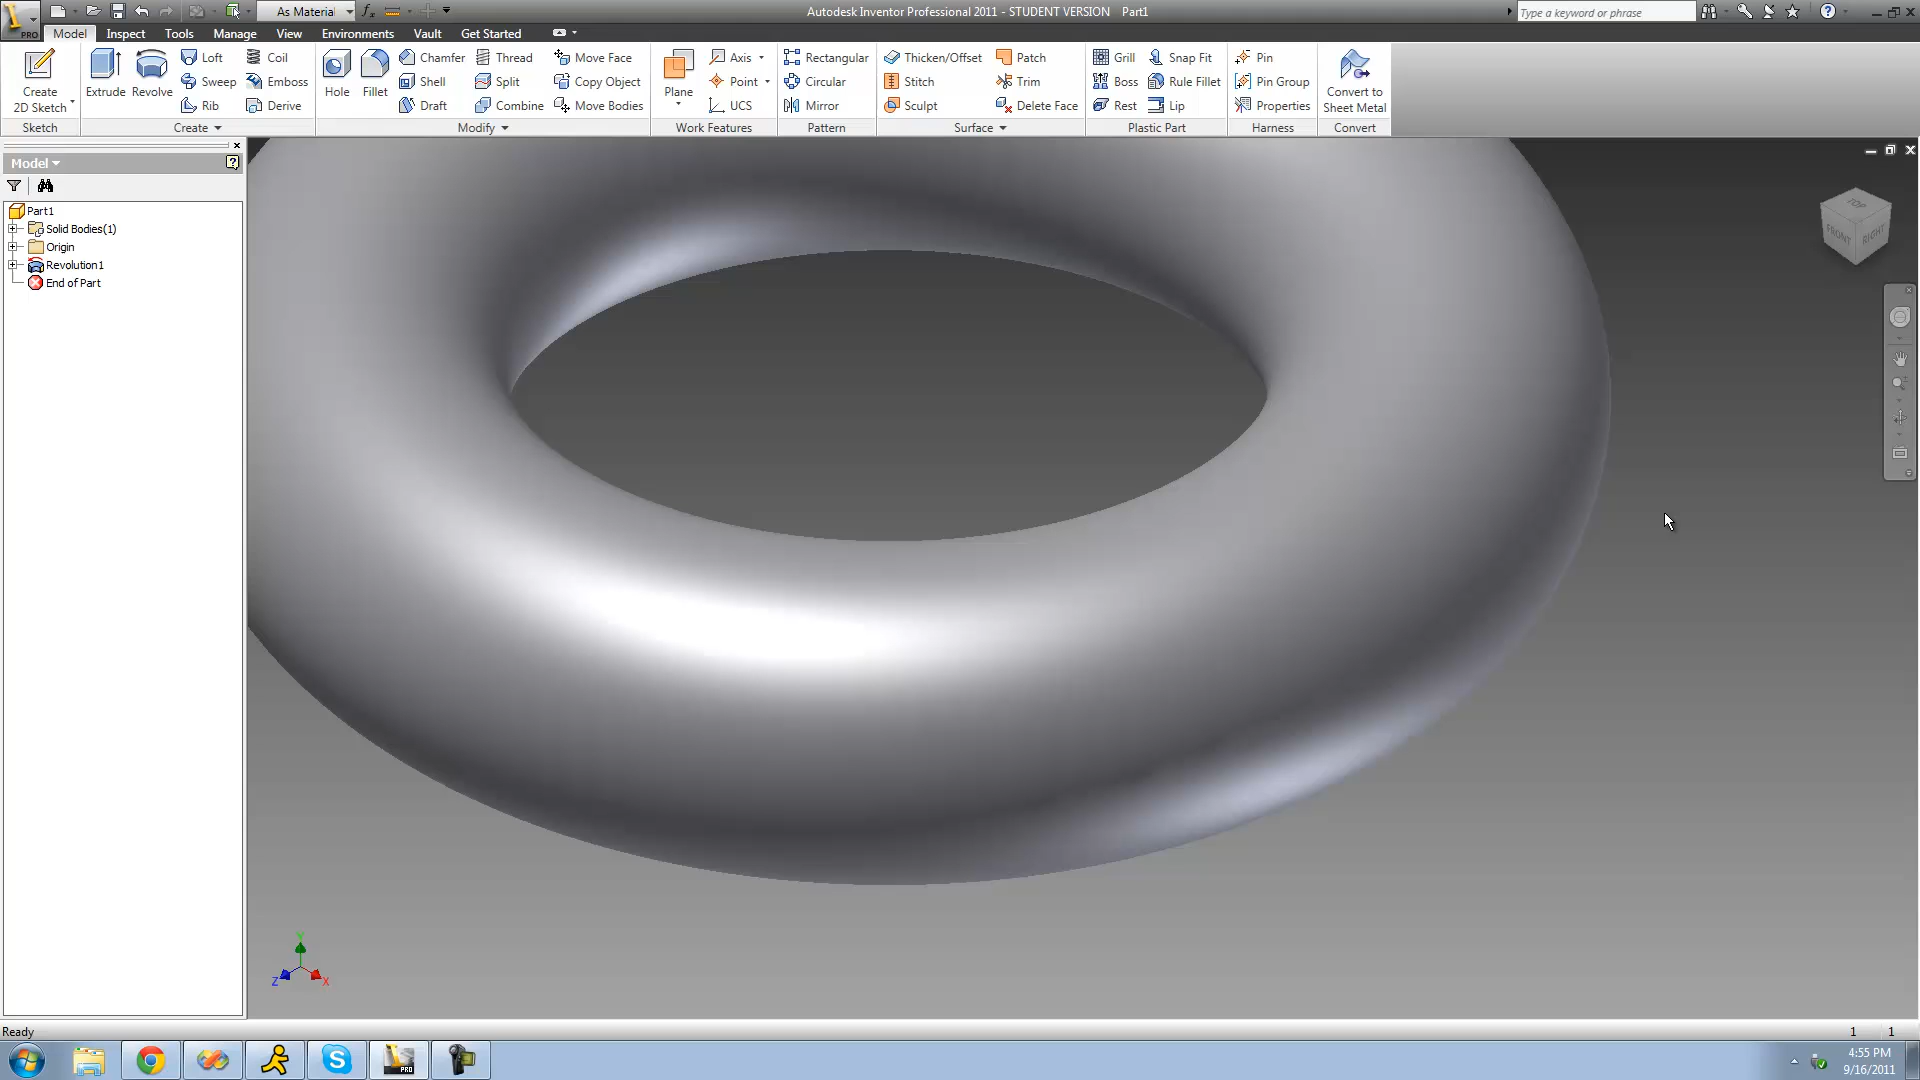 As Material
Autodesk Inventor Professional 2011 - STUDENT VERSION Part1
Type a keyword or phrase
PRO
Model Inspect Tools Manage View Environments Vault Get Started
Create 2D Sketch
Extrude
Revolve
Loft
Sweep
Rib
Coil
Emboss
Derive
Hole
Fillet
Chamfer
Shell
Draft
Thread
Split
Combine
Move Face
Copy Object
Move Bodies
Plane
Axis
Point
UCS
Rectangular
Circular
Mirror
Thicken/Offset
Stitch
Sculpt
Patch
Trim
Delete Face
Grill
Boss
Rest
Snap Fit
Rule Fillet
Lip
Pin
Pin Group
Properties
Convert to
Sheet Metal
Sketch Create Modify Work Features Pattern Surface Plastic Part Harness Convert
Model
Part1
Solid Bodies(1)
Origin
Revolution1
End of Part
TOP
FRONT RIGHT
Y
Z X
Ready
1 1
PRO
4:55 PM
9/16/2011